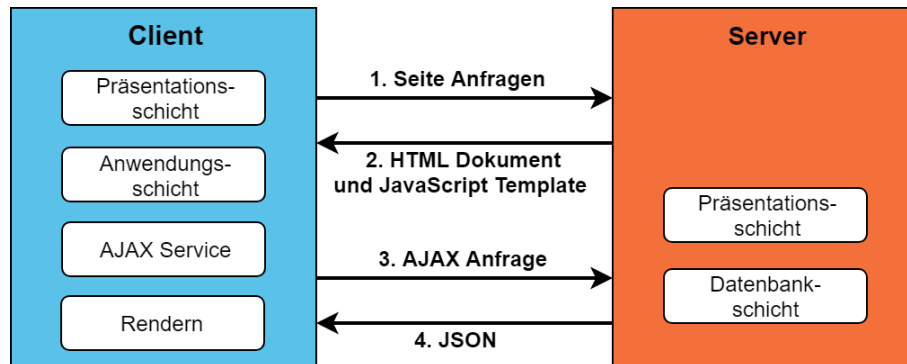 Client
Präsentations-
schicht
Anwendungs-
schicht
AJAX Service
Rendern
1. Seite Anfragen
2. HTML Dokument
und JavaScript Template
3. AJAX Anfrage
4. JSON
Server
Präsentations-
schicht
Datenbank-
schicht